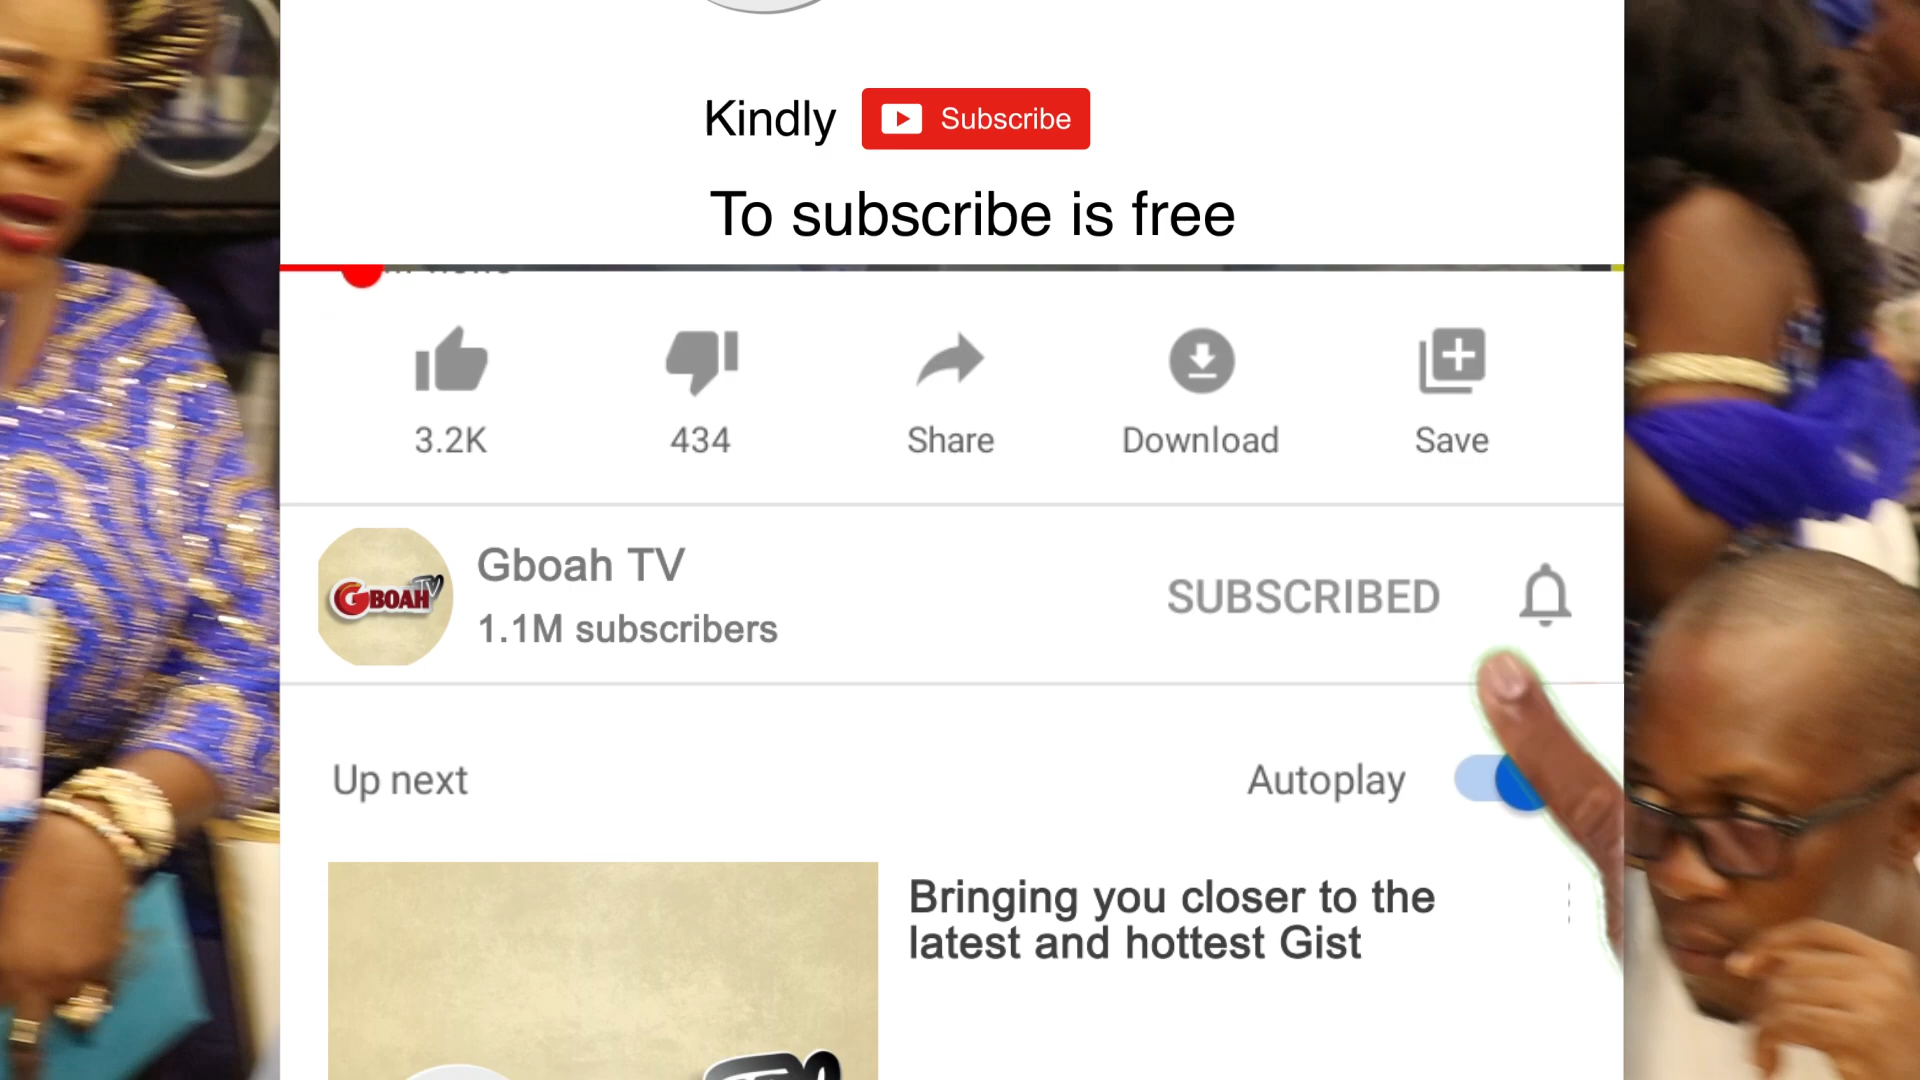 Kindly Subscribe
To subscribe is free
3.2K 434 Share Download Save
GBOAH TV
Gboah TV
1.1M subscribers
SUBSCRIBED
Up next
Autoplay
Bringing you closer to the
latest and hottest Gist
TV